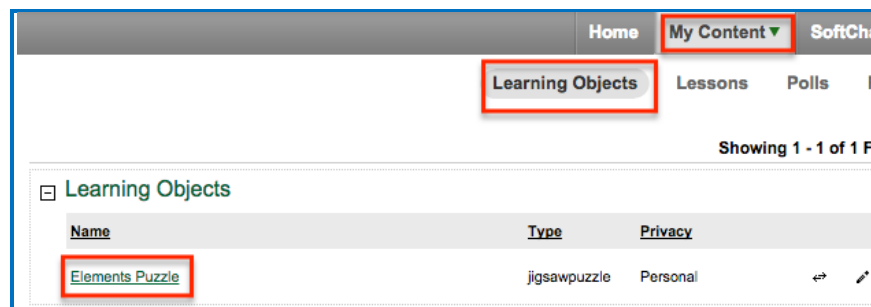 Home My Content▼ SoftCha
Learning Objects Lessons Polls
Showing 1 - 1 of 1 F
Learning Objects
Name Type Privacy
Elements Puzzle jigsawpuzzle Personal